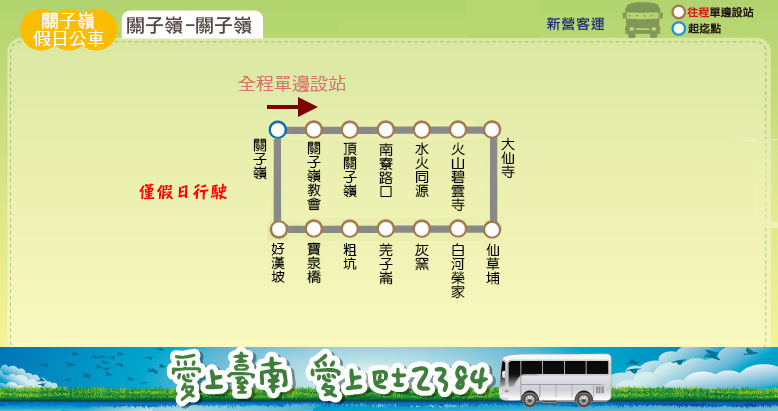 關子嶺
假日公車
關子嶺-關子嶺
新營客運
往程單邊設站
起迄點
全程單邊設站
僅假日行駛
關子嶺
關子嶺教會
頂關子嶺
南寮路口
水火同源
火山碧雲寺
大仙寺
好漢坡
寶泉橋
粗坑
羌子崙
灰窯
白河榮家
仙草埔
愛上臺南 愛上巴士2384